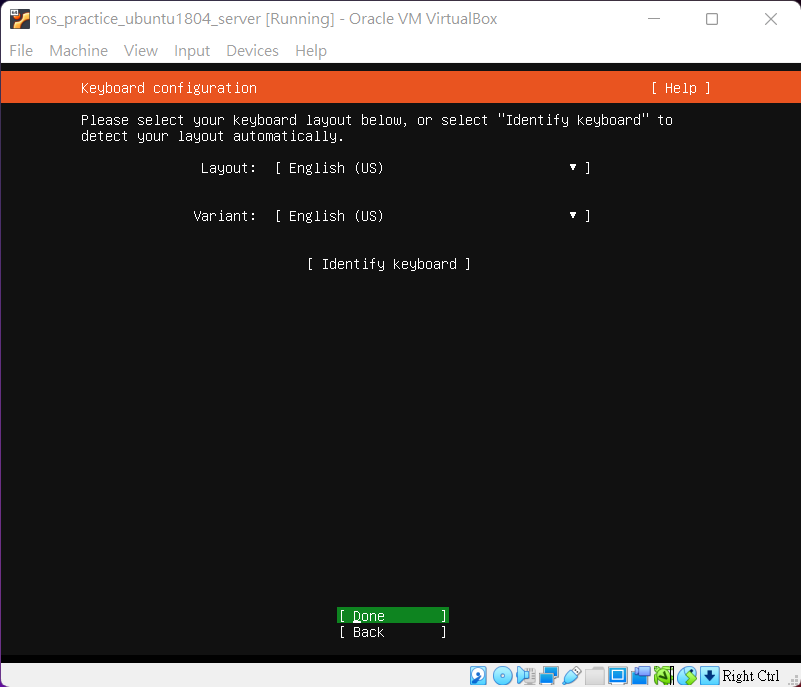 ros_practice_ubuntu1804_server [Running] - Oracle VM VirtualBox
File Machine View Input Devices Help
Keyboard configuration [ Help ]
Please select your keyboard layout below, or select "Identify keyboard" to
detect your layout automatically.
Layout: [ English (US) ▾ ]
Variant: [ English (US) ▾ ]
[ Identify keyboard ]
[ Done ]
[ Back ]
Right Ctrl